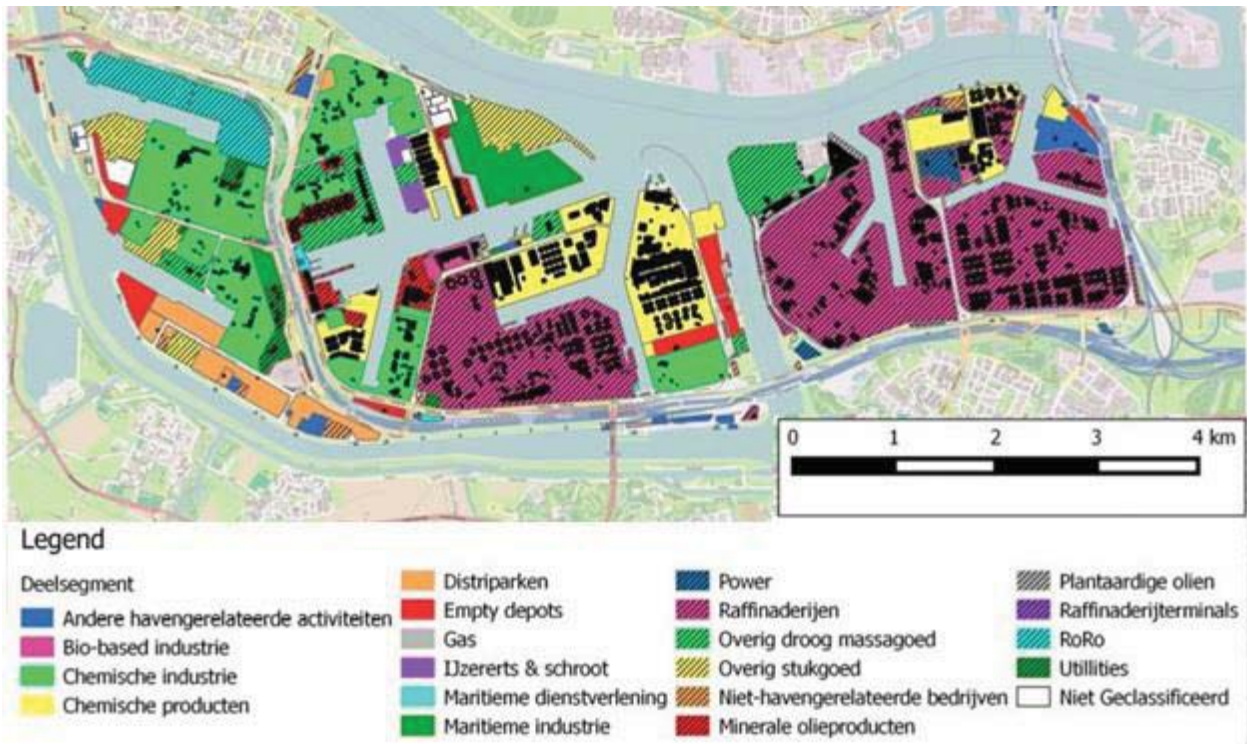 0 1 2 3 4 km
Legend
Deelsegment
Andere havengerelateerde activiteiten
Bio-based industrie
Chemische industrie
Chemische producten
Distriparken
Empty depots
Gas
IJzererts & schroot
Maritieme dienstverlening
Maritieme industrie
Power
Raffinaderijen
Overig droog massagoed
Overig stukgoed
Niet-havengerelateerde bedrijven
Minerale olieproducten
Plantaardige olien
Raffinaderijterminals
RoRo
Utillities
Niet Geclassificeerd